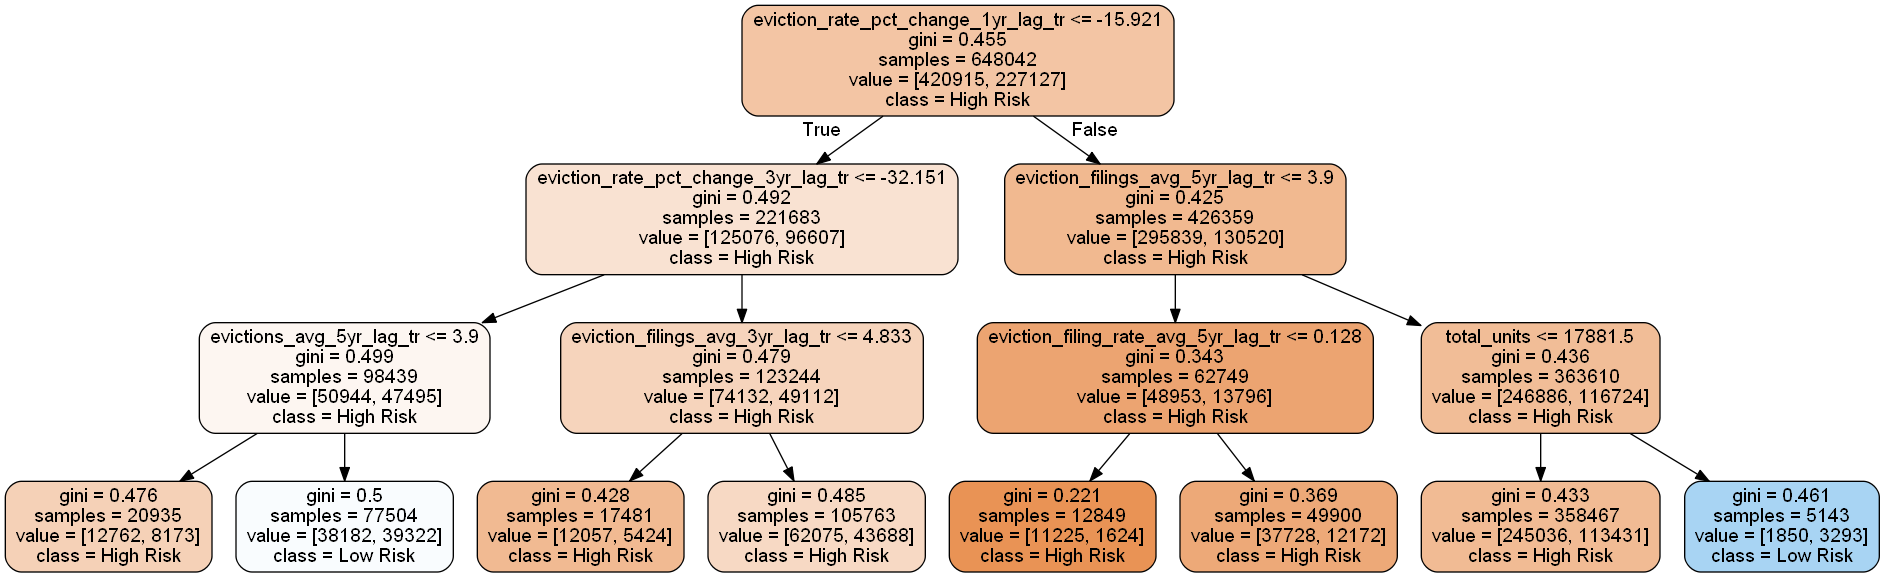 eviction_rate_pct_change_1yr_lag_tr <= -15.921
gini = 0.455
samples = 648042
value = [420915, 227127]
class = High Risk
True
False
eviction_rate_pct_change_3yr_lag_tr <= -32.151
gini = 0.492
samples = 221683
value = [125076, 96607]
class = High Risk
eviction_filings_avg_5yr_lag_tr <= 3.9
gini = 0.425
samples = 426359
value = [295839, 130520]
class = High Risk
evictions_avg_5yr_lag_tr <= 3.9
gini = 0.499
samples = 98439
value = [50944, 47495]
class = High Risk
eviction_filings_avg_3yr_lag_tr <= 4.833
gini = 0.479
samples = 123244
value = [74132, 49112]
class = High Risk
eviction_filing_rate_avg_5yr_lag_tr <= 0.128
gini = 0.343
samples = 62749
value = [48953, 13796]
class = High Risk
total_units <= 17881.5
gini = 0.436
samples = 363610
value = [246886, 116724]
class = High Risk
gini = 0.476
samples = 20935
value = [12762, 8173]
class = High Risk
gini = 0.5
samples = 77504
value = [38182, 39322]
class = Low Risk
gini = 0.428
samples = 17481
value = [12057, 5424]
class = High Risk
gini = 0.485
samples = 105763
value = [62075, 43688]
class = High Risk
gini = 0.221
samples = 12849
value = [11225, 1624]
class = High Risk
gini = 0.369
samples = 49900
value = [37728, 12172]
class = High Risk
gini = 0.433
samples = 358467
value = [245036, 113431]
class = High Risk
gini = 0.461
samples = 5143
value = [1850, 3293]
class = Low Risk